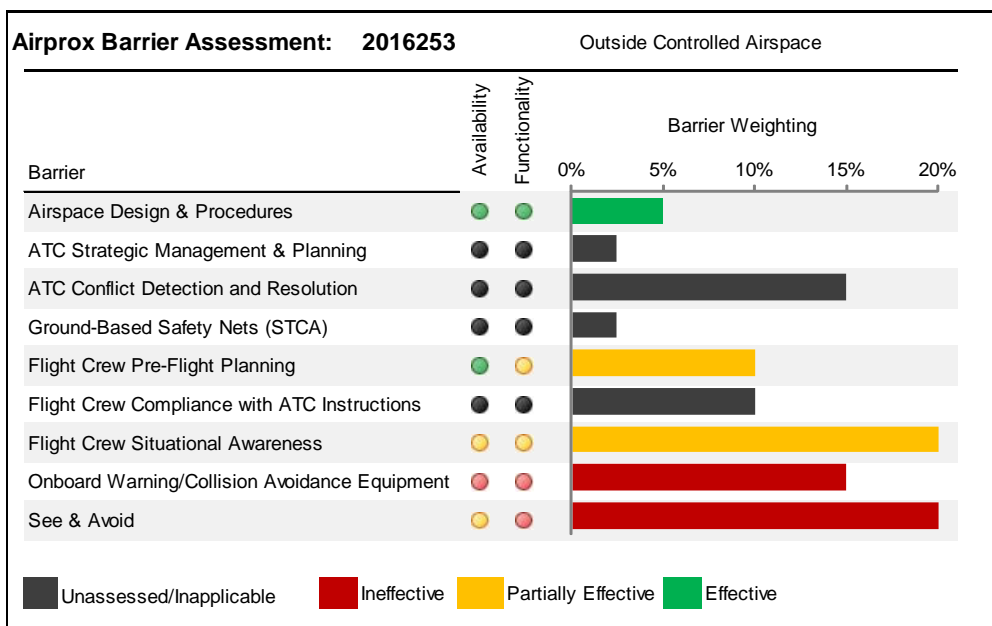 Airprox Barrier Assessment: 2016253 Outside Controlled Airspace
Availability
Functionality
Barrier Weighting
Barrier
0% 5% 10% 15% 20%
Airspace Design & Procedures
ATC Strategic Management & Planning
ATC Conflict Detection and Resolution
Ground-Based Safety Nets (STCA)
Flight Crew Pre-Flight Planning
Flight Crew Compliance with ATC Instructions
Flight Crew Situational Awareness
Onboard Warning/Collision Avoidance Equipment
See & Avoid
Unassessed/Inapplicable Ineffective Partially Effective Effective